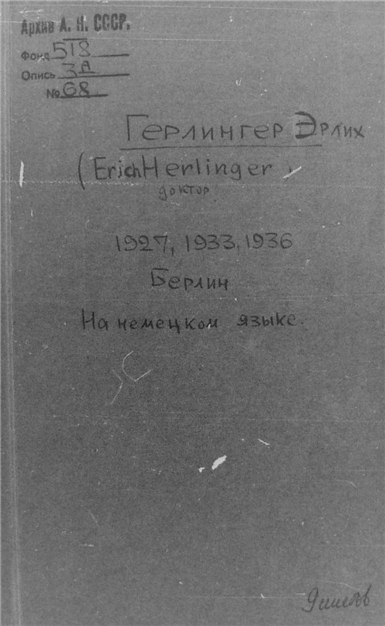 Архив А. Н. СССР.
Фонд 518
Опись 3д
№ 68
Герлингер Эрлих
(Erich Herlinger)
доктор
1927, 1933, 1936
Берлин
На немецком языке.